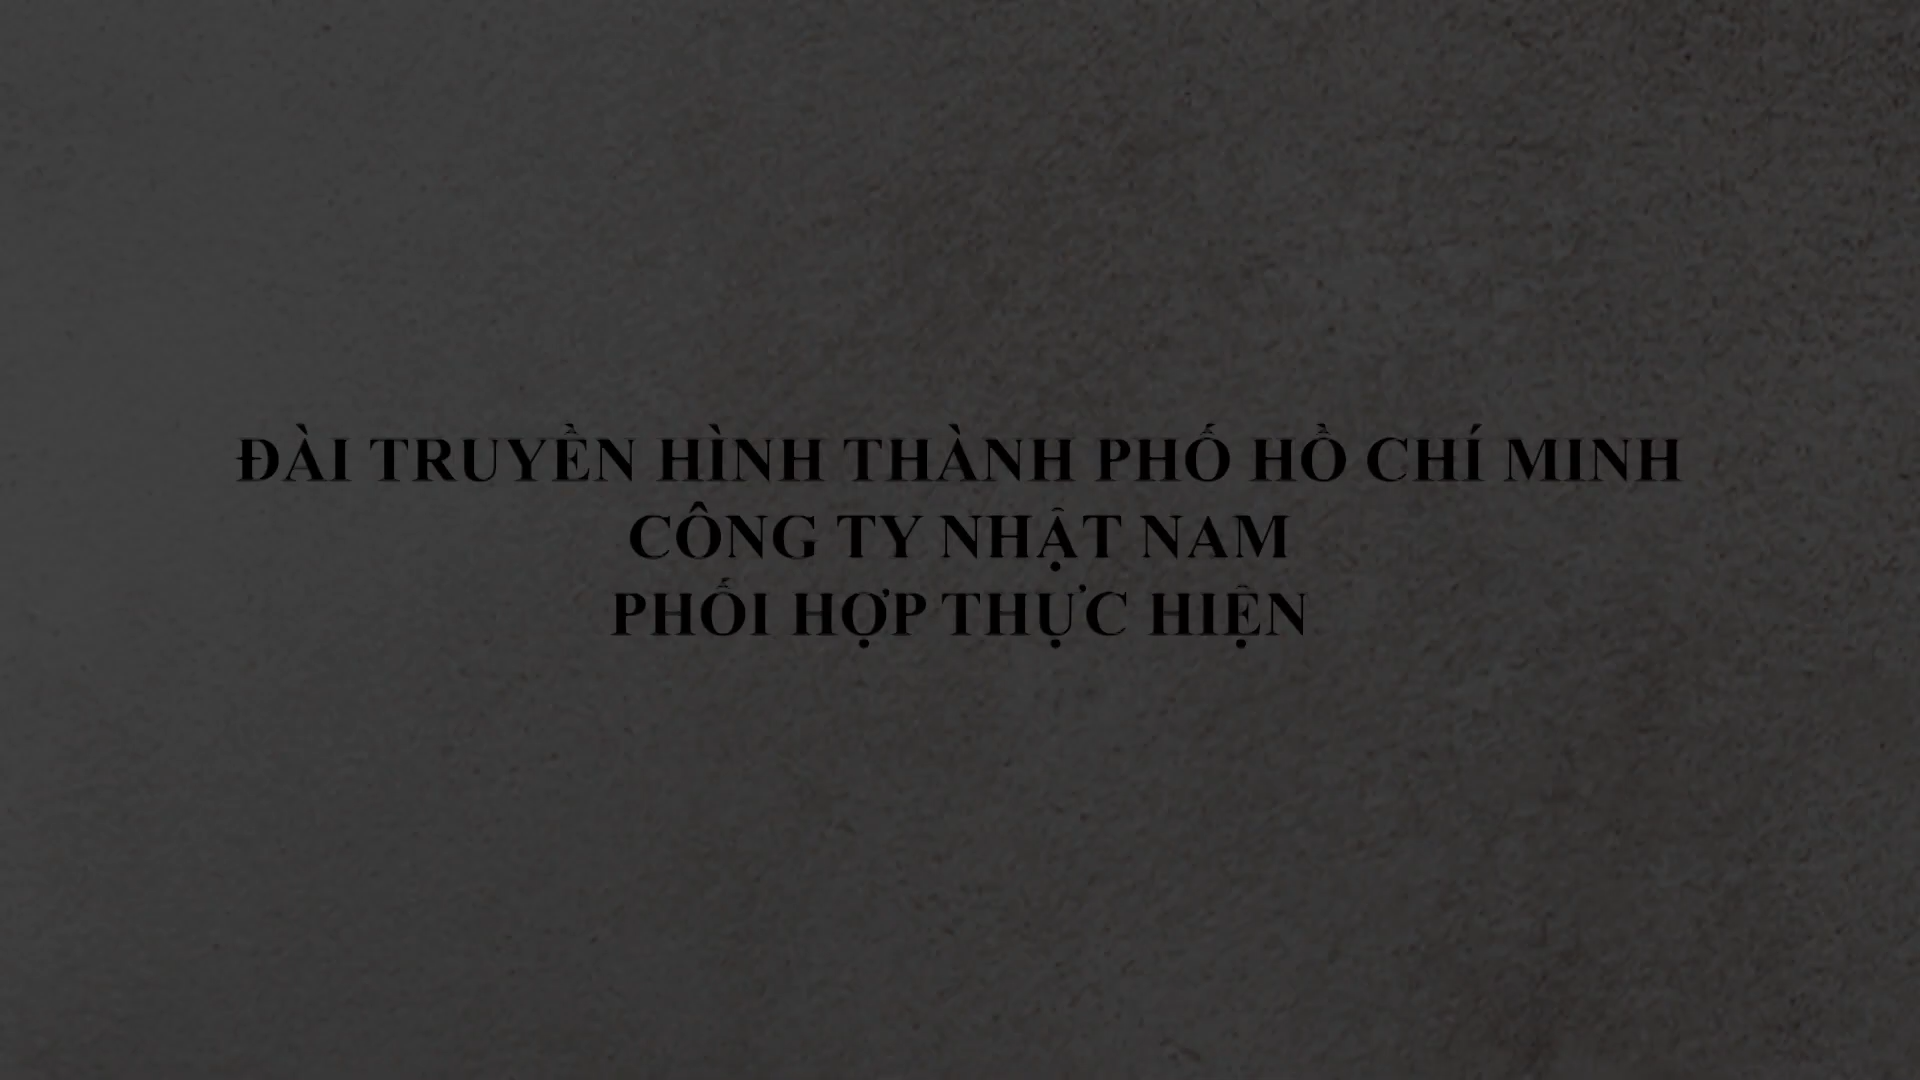 ĐÀI TRUYỀN HÌNH THÀNH PHỐ HỒ CHÍ MINH
CÔNG TY NHẬT NAM
PHỐI HỢP THỰC HIỆN